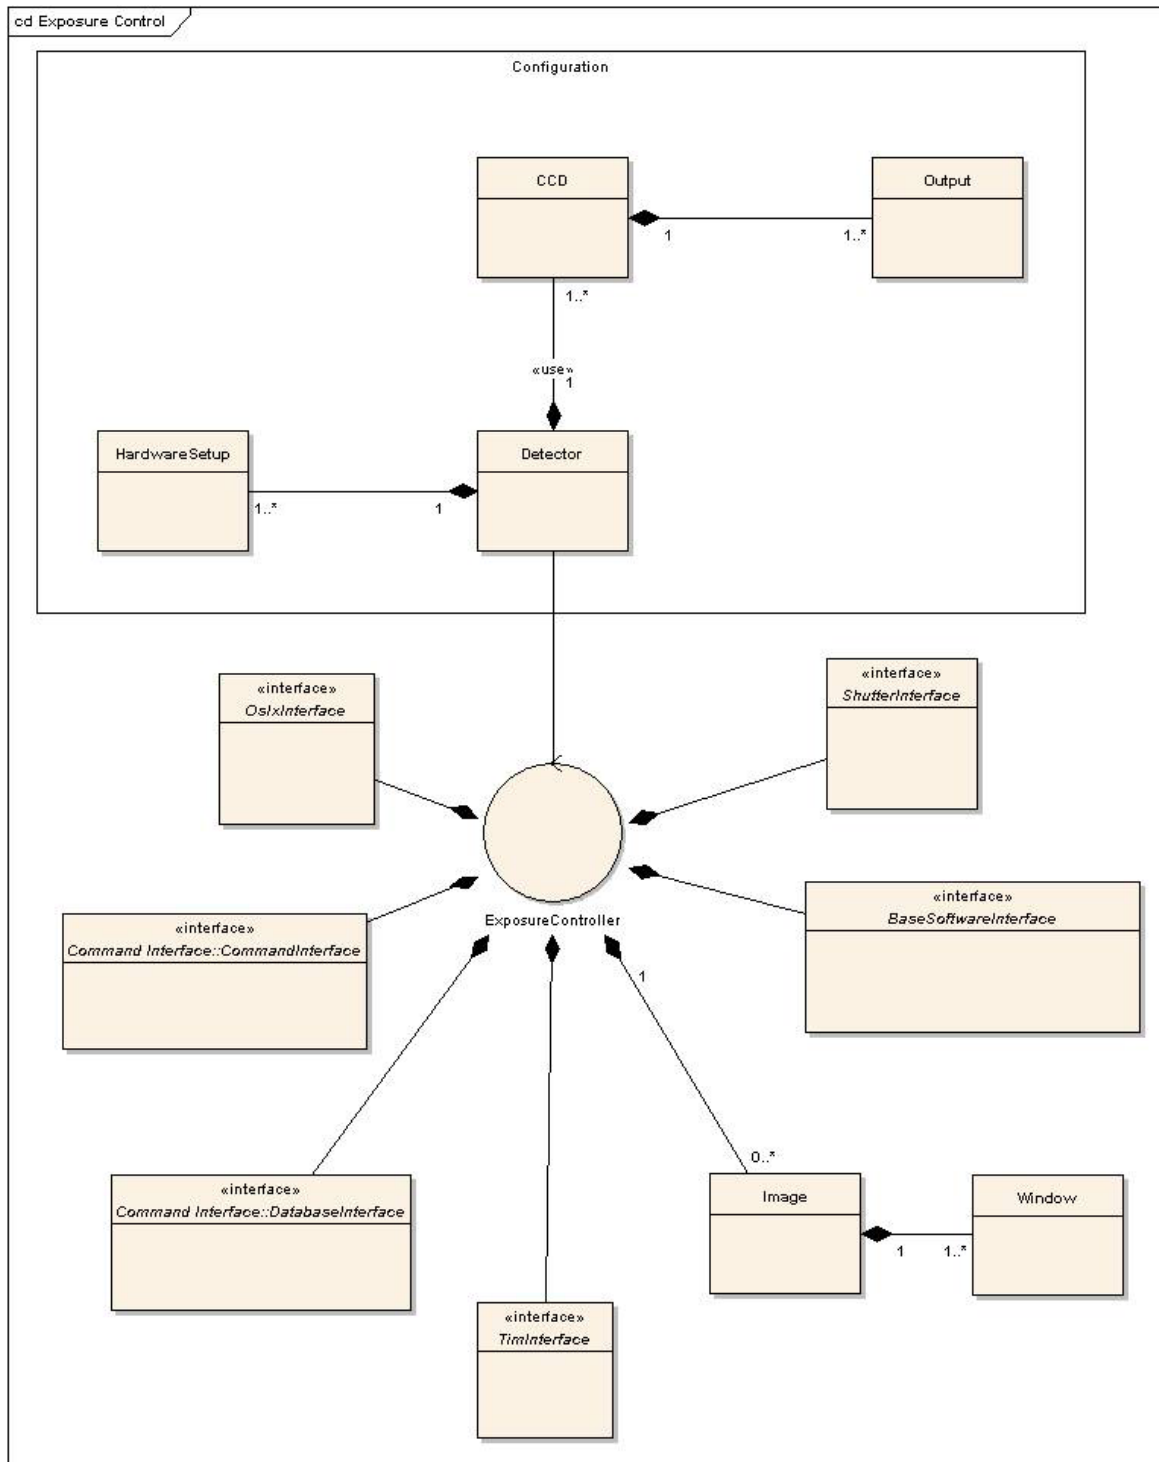 cd Exposure Control
Configuration
CCD
Output
1
1..*
1..*
«use»
1
HardwareSetup
Detector
1..*
1
«interface»
OsIxInterface
«interface»
ShutterInterface
«interface»
Command Interface::CommandInterface
ExposureController
«interface»
BaseSoftwareInterface
1
0..*
«interface»
Command Interface::DatabaseInterface
Image
Window
1
1..*
«interface»
TimInterface